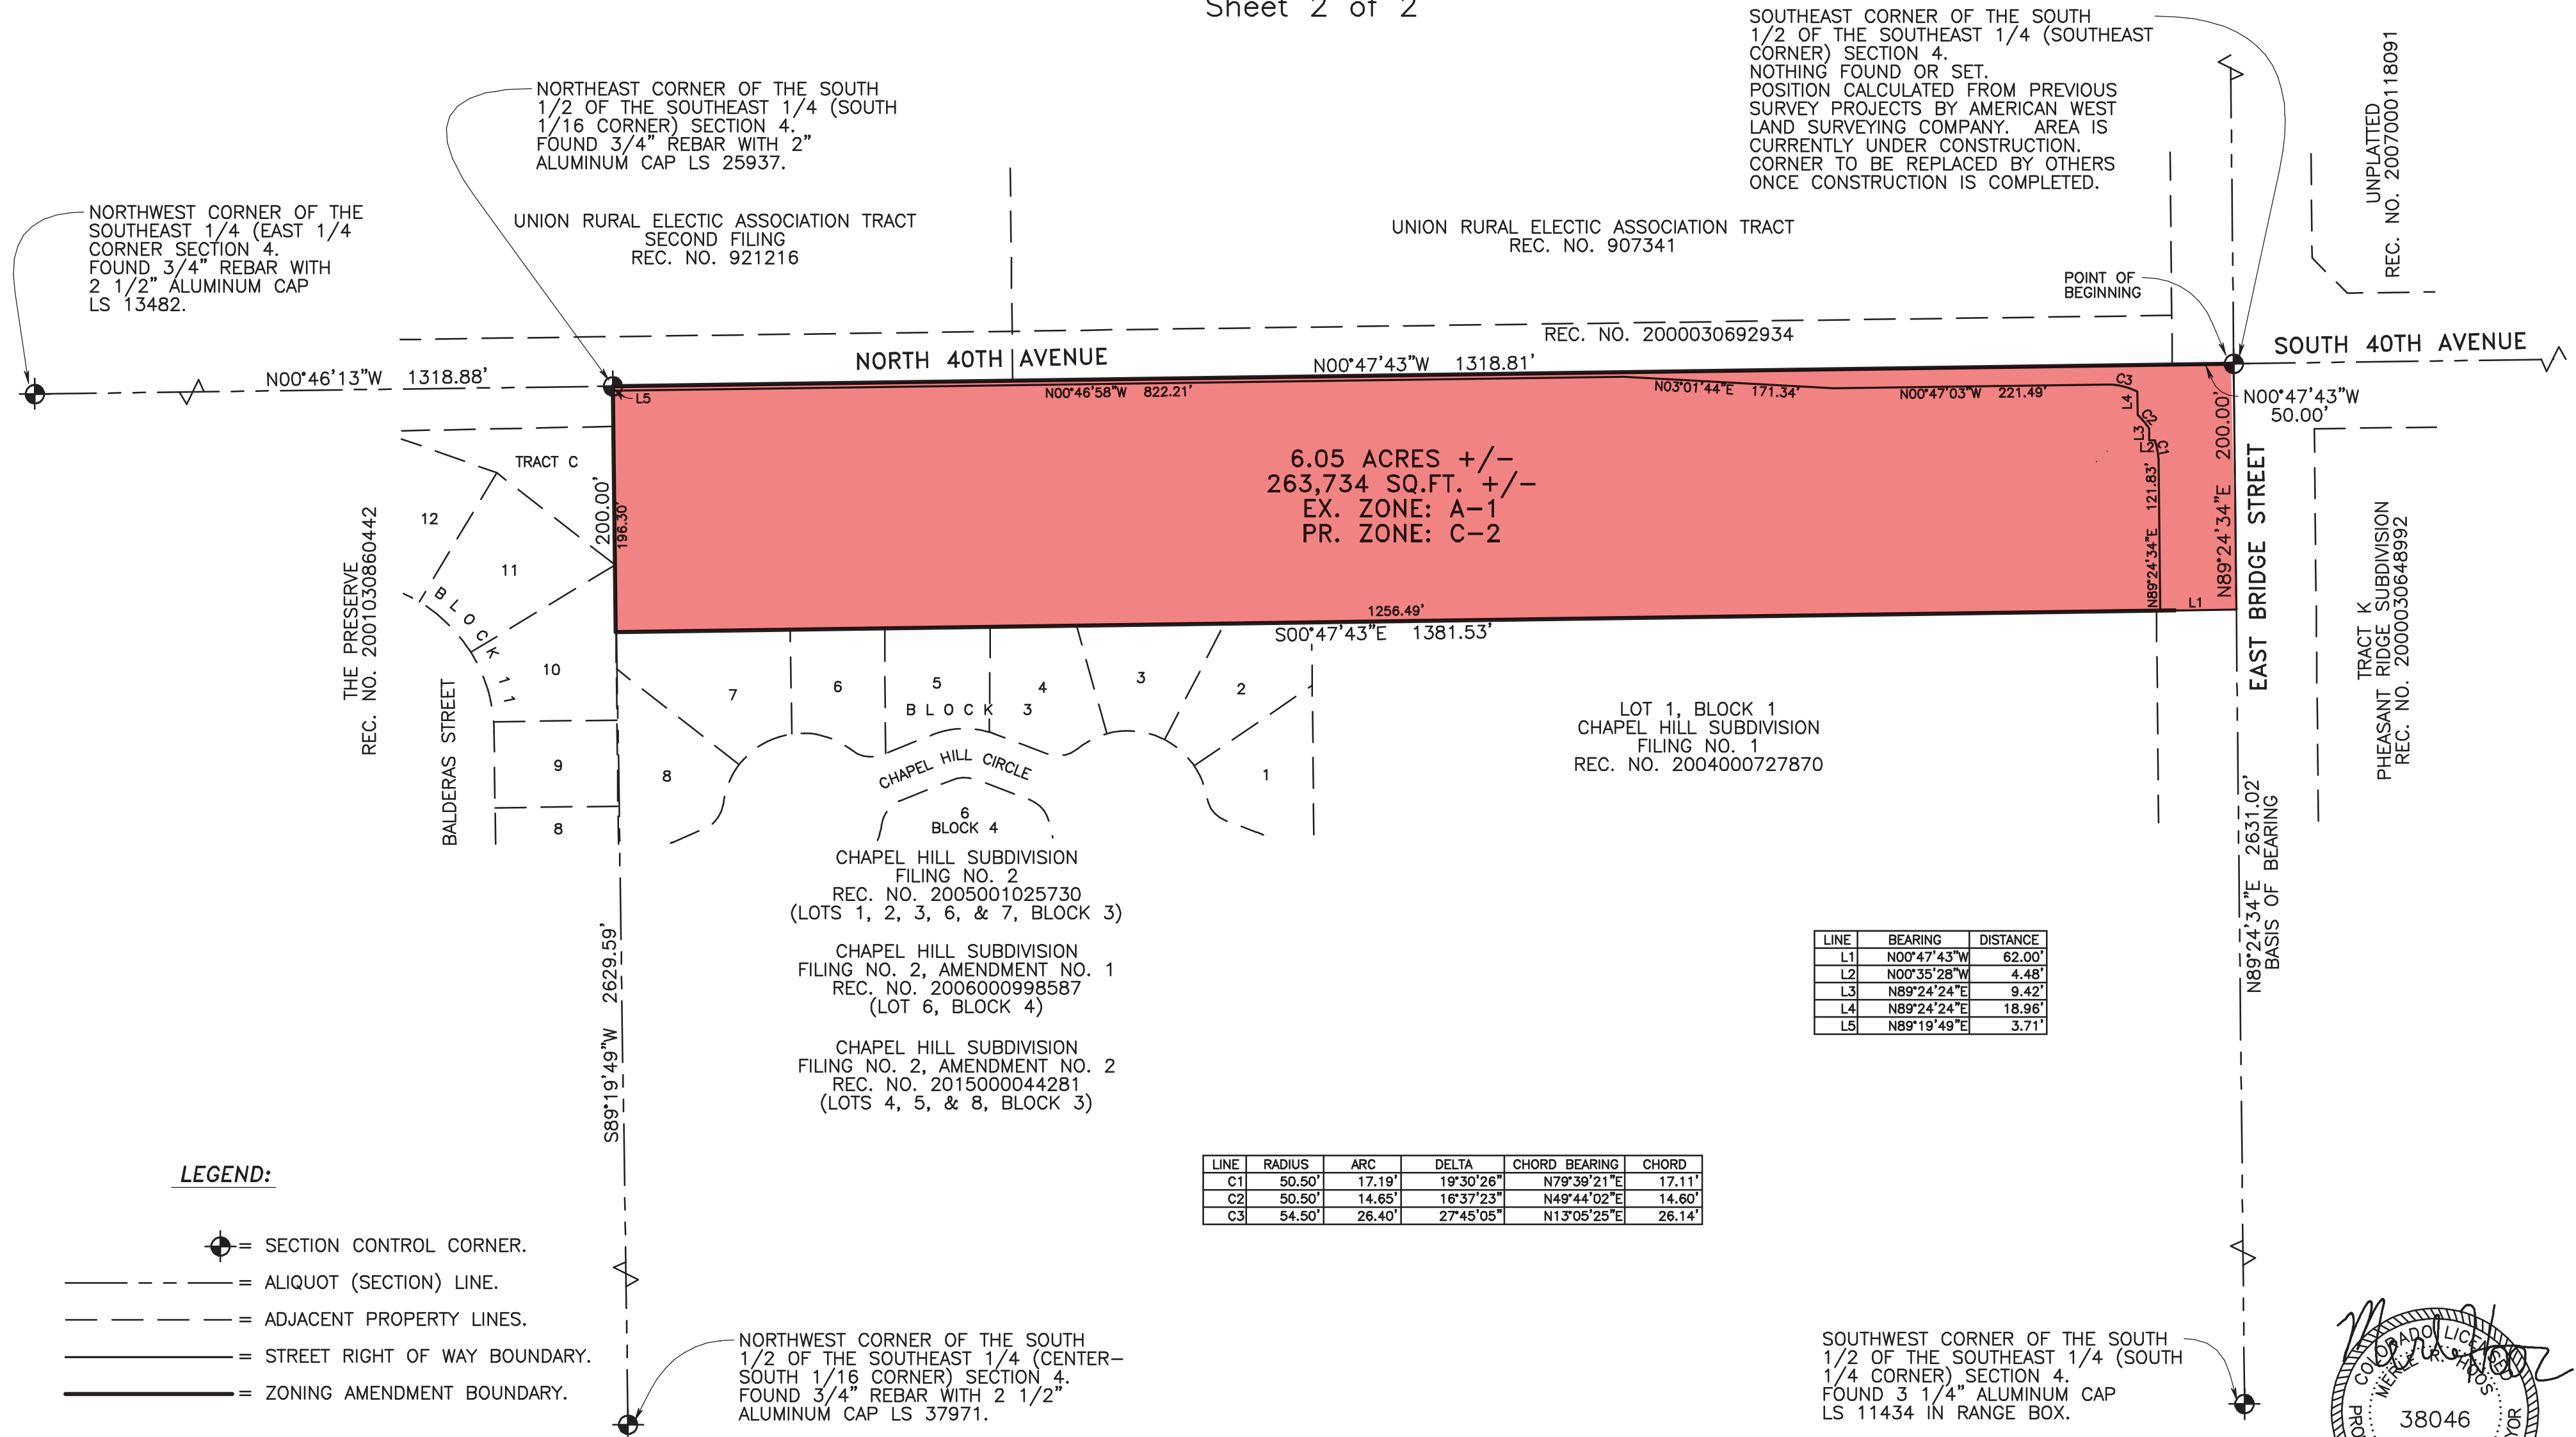 Sheet 2 of 2
SOUTHEAST CORNER OF THE SOUTH
1/2 OF THE SOUTHEAST 1/4 (SOUTHEAST
CORNER) SECTION 4.
NOTHING FOUND OR SET.
POSITION CALCULATED FROM PREVIOUS
SURVEY PROJECTS BY AMERICAN WEST
LAND SURVEYING COMPANY. AREA IS
CURRENTLY UNDER CONSTRUCTION.
CORNER TO BE REPLACED BY OTHERS
ONCE CONSTRUCTION IS COMPLETED.
UNPLATTED
REC. NO. 2007000118091
NORTHEAST CORNER OF THE SOUTH
1/2 OF THE SOUTHEAST 1/4 (SOUTH
1/16 CORNER) SECTION 4.
FOUND 3/4" REBAR WITH 2"
ALUMINUM CAP LS 25937.
NORTHWEST CORNER OF THE
SOUTHEAST 1/4 (EAST 1/4
CORNER SECTION 4.
FOUND 3/4" REBAR WITH
2 1/2" ALUMINUM CAP
LS 13482.
UNION RURAL ELECTIC ASSOCIATION TRACT
SECOND FILING
REC. NO. 921216
UNION RURAL ELECTIC ASSOCIATION TRACT
REC. NO. 907341
POINT OF
BEGINNING
REC. NO. 2000030692934
NORTH 40TH AVENUE
SOUTH 40TH AVENUE
N00°46'13"W 1318.88'
N00°47'43"W 1318.81'
L5
N00°46'58"W 822.21'
N03°01'44"E 171.34'
N00°47'03"W 221.49'
C3
L4
C2
L3
L2
C1
N00°47'43"W
50.00'
6.05 ACRES +/-
263,734 SQ.FT. +/-
EX. ZONE: A-1
PR. ZONE: C-2
200.00'
196.30'
N89°24'34"E 121.83'
N89°24'34"E 200.00'
L1
1256.49'
S00°47'43"E 1381.53'
EAST BRIDGE STREET
TRACT K
PHEASANT RIDGE SUBDIVISION
REC. NO. 2000030648992
TRACT C
12
11
BLOCK 11
10
9
8
THE PRESERVE
REC. NO. 2001030860442
BALDERAS STREET
7
6
5
4
3
2
BLOCK 3
8
1
CHAPEL HILL CIRCLE
6
BLOCK 4
LOT 1, BLOCK 1
CHAPEL HILL SUBDIVISION
FILING NO. 1
REC. NO. 2004000727870
CHAPEL HILL SUBDIVISION
FILING NO. 2
REC. NO. 2005001025730
(LOTS 1, 2, 3, 6, & 7, BLOCK 3)
CHAPEL HILL SUBDIVISION
FILING NO. 2, AMENDMENT NO. 1
REC. NO. 2006000998587
(LOT 6, BLOCK 4)
CHAPEL HILL SUBDIVISION
FILING NO. 2, AMENDMENT NO. 2
REC. NO. 2015000044281
(LOTS 4, 5, & 8, BLOCK 3)
S89°19'49"W 2629.59'
N89°24'34"E 2631.02'
BASIS OF BEARING
LINE BEARING DISTANCE
L1 N00°47'43"W 62.00'
L2 N00°35'28"W 4.48'
L3 N89°24'24"E 9.42'
L4 N89°24'24"E 18.96'
L5 N89°19'49"E 3.71'
LINE RADIUS ARC DELTA CHORD BEARING CHORD
C1 50.50' 17.19' 19°30'26" N79°39'21"E 17.11'
C2 50.50' 14.65' 16°37'23" N49°44'02"E 14.60'
C3 54.50' 26.40' 27°45'05" N13°05'25"E 26.14'
LEGEND:
= SECTION CONTROL CORNER.
= ALIQUOT (SECTION) LINE.
= ADJACENT PROPERTY LINES.
= STREET RIGHT OF WAY BOUNDARY.
= ZONING AMENDMENT BOUNDARY.
NORTHWEST CORNER OF THE SOUTH
1/2 OF THE SOUTHEAST 1/4 (CENTER-
SOUTH 1/16 CORNER) SECTION 4.
FOUND 3/4" REBAR WITH 2 1/2"
ALUMINUM CAP LS 37971.
SOUTHWEST CORNER OF THE SOUTH
1/2 OF THE SOUTHEAST 1/4 (SOUTH
1/4 CORNER) SECTION 4.
FOUND 3 1/4" ALUMINUM CAP
LS 11434 IN RANGE BOX.
COLORADO LICENSED
38046